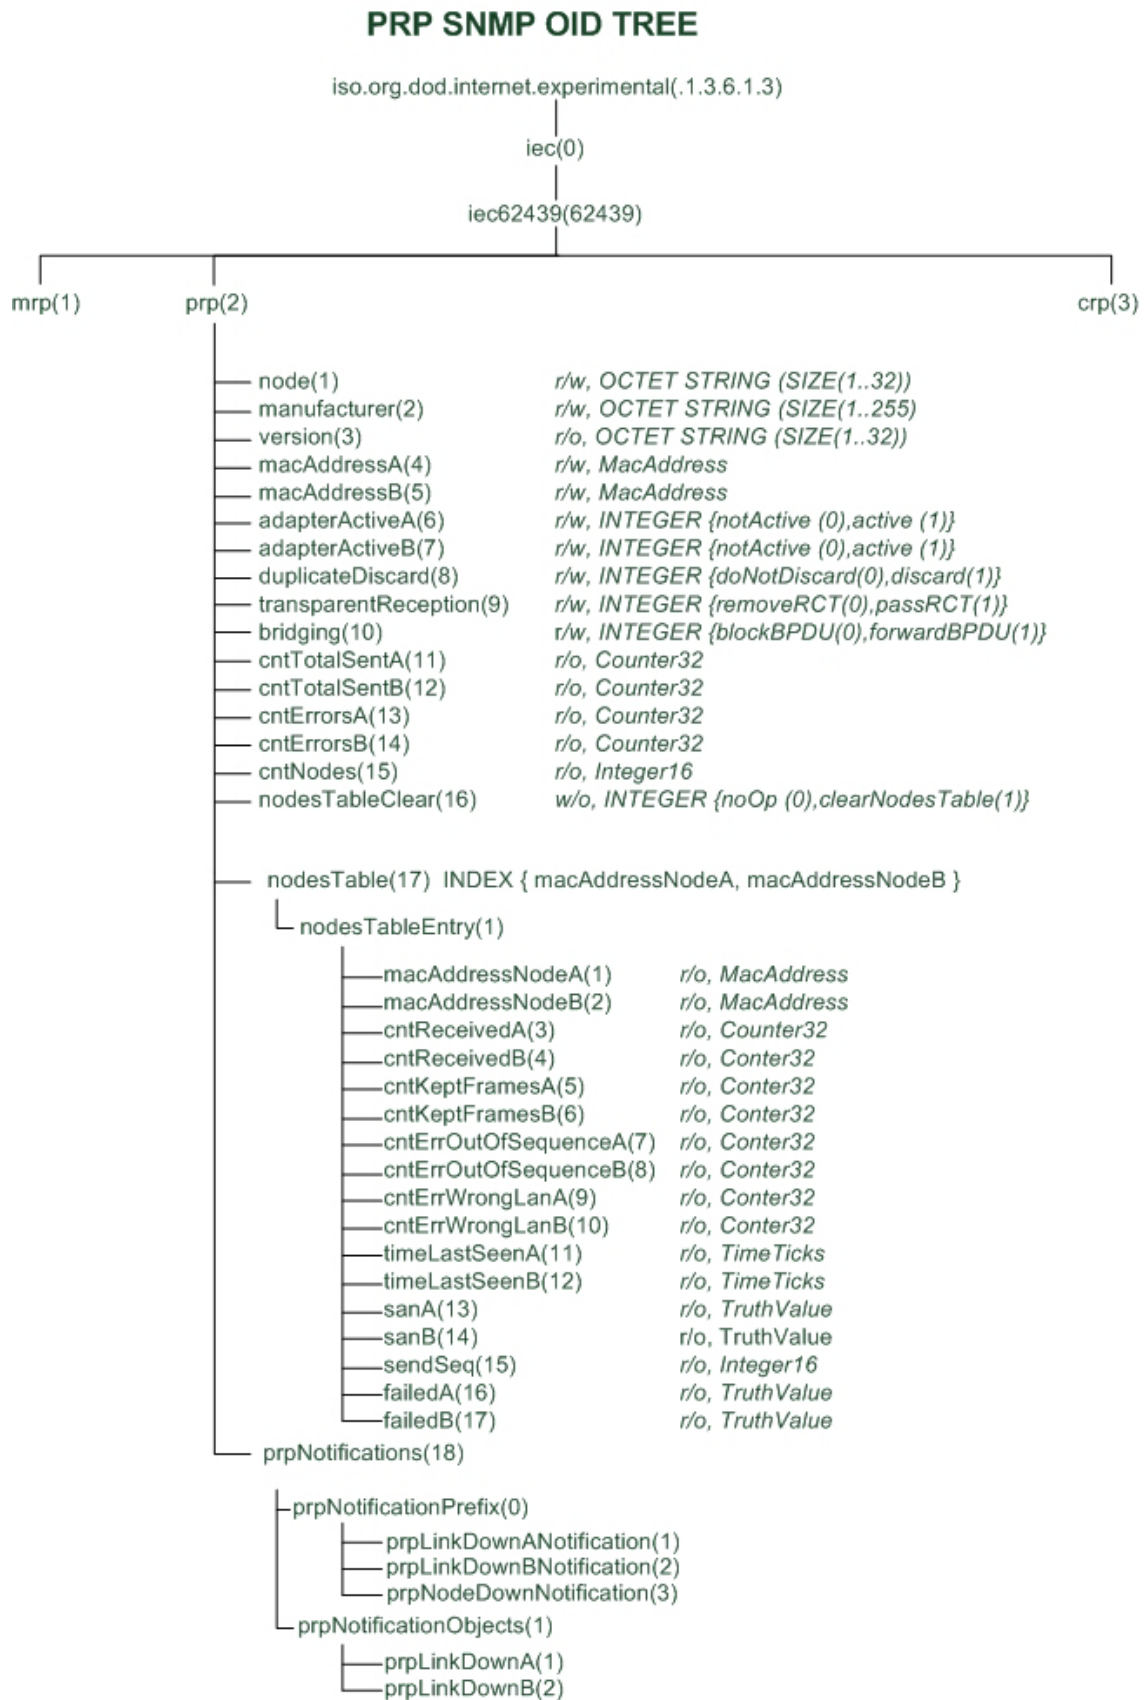 PRP SNMP OID TREE
iso.org.dod.internet.experimental(.1.3.6.1.3)
iec(0)
iec62439(62439)
mrp(1) prp(2) crp(3)
node(1) r/w, OCTET STRING (SIZE(1..32))
manufacturer(2) r/w, OCTET STRING (SIZE(1..255)
version(3) r/o, OCTET STRING (SIZE(1..32))
macAddressA(4) r/w, MacAddress
macAddressB(5) r/w, MacAddress
adapterActiveA(6) r/w, INTEGER {notActive (0),active (1)}
adapterActiveB(7) r/w, INTEGER {notActive (0),active (1)}
duplicateDiscard(8) r/w, INTEGER {doNotDiscard(0),discard(1)}
transparentReception(9) r/w, INTEGER {removeRCT(0),passRCT(1)}
bridging(10) r/w, INTEGER {blockBPDU(0),forwardBPDU(1)}
cntTotalSentA(11) r/o, Counter32
cntTotalSentB(12) r/o, Counter32
cntErrorsA(13) r/o, Counter32
cntErrorsB(14) r/o, Counter32
cntNodes(15) r/o, Integer16
nodesTableClear(16) w/o, INTEGER {noOp (0),clearNodesTable(1)}
nodesTable(17) INDEX { macAddressNodeA, macAddressNodeB }
nodesTableEntry(1)
macAddressNodeA(1) r/o, MacAddress
macAddressNodeB(2) r/o, MacAddress
cntReceivedA(3) r/o, Counter32
cntReceivedB(4) r/o, Conter32
cntKeptFramesA(5) r/o, Conter32
cntKeptFramesB(6) r/o, Conter32
cntErrOutOfSequenceA(7) r/o, Conter32
cntErrOutOfSequenceB(8) r/o, Conter32
cntErrWrongLanA(9) r/o, Conter32
cntErrWrongLanB(10) r/o, Conter32
timeLastSeenA(11) r/o, TimeTicks
timeLastSeenB(12) r/o, TimeTicks
sanA(13) r/o, TruthValue
sanB(14) r/o, TruthValue
sendSeq(15) r/o, Integer16
failedA(16) r/o, TruthValue
failedB(17) r/o, TruthValue
prpNotifications(18)
prpNotificationPrefix(0)
prpLinkDownANotification(1)
prpLinkDownBNotification(2)
prpNodeDownNotification(3)
prpNotificationObjects(1)
prpLinkDownA(1)
prpLinkDownB(2)